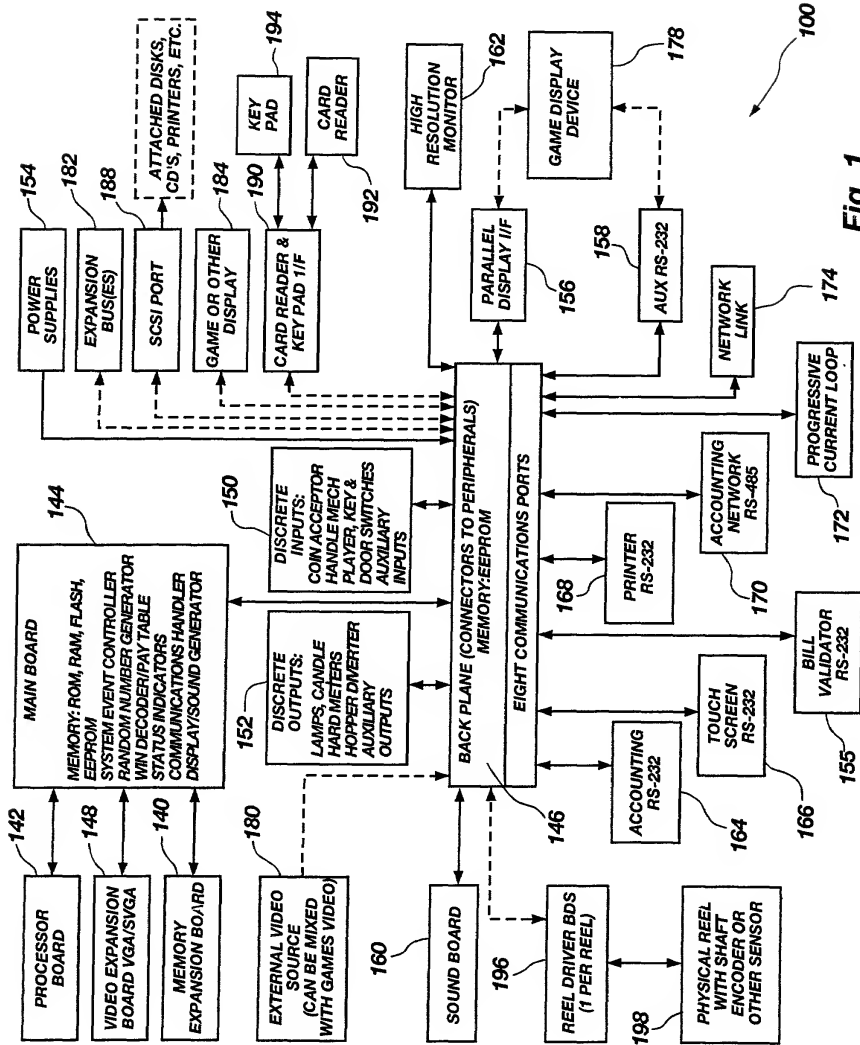 142
PROCESSOR
BOARD
148
VIDEO EXPANSION
BOARD VGA/SVGA
140
MEMORY
EXPANSION BOARD
144
MAIN BOARD
MEMORY: ROM, RAM, FLASH,
EEPROM
SYSTEM EVENT CONTROLLER
RANDOM NUMBER GENERATOR
WIN DECODER/PAY TABLE
STATUS INDICATORS
COMMUNICATIONS HANDLER
DISPLAY/SOUND GENERATOR
POWER
SUPPLIES
154
EXPANSION
BUS(ES)
182
SCSI PORT
188
ATTACHED DISKS,
CD'S, PRINTERS, ETC.
GAME OR OTHER
DISPLAY
184
CARD READER &
KEY PAD 1/F
190
KEY
PAD
194
CARD
READER
192
180
EXTERNAL VIDEO
SOURCE
(CAN BE MIXED
WITH GAMES VIDEO)
152
DISCRETE
OUTPUTS:
LAMPS, CANDLE
HARD METERS
HOPPER DIVERTER
AUXILIARY
OUTPUTS
150
DISCRETE
INPUTS:
COIN ACCEPTOR
HANDLE MECH
PLAYER, KEY &
DOOR SWITCHES
AUXILIARY
INPUTS
HIGH
RESOLUTION
MONITOR
162
160
SOUND BOARD
146
BACK PLANE (CONNECTORS TO PERIPHERALS)
MEMORY:EEPROM
EIGHT COMMUNICATIONS PORTS
PARALLEL
DISPLAY I/F
156
GAME DISPLAY
DEVICE
178
158
AUX RS-232
196
REEL DRIVER BDS
(1 PER REEL)
198
PHYSICAL REEL
WITH SHAFT
ENCODER OR
OTHER SENSOR
ACCOUNTING
RS-232
164
TOUCH
SCREEN
RS-232
166
BILL
VALIDATOR
RS-232
155
168
PRINTER
RS-232
ACCOUNTING
NETWORK
RS-485
170
PROGRESSIVE
CURRENT LOOP
172
NETWORK
LINK
174
100
Fig. 1